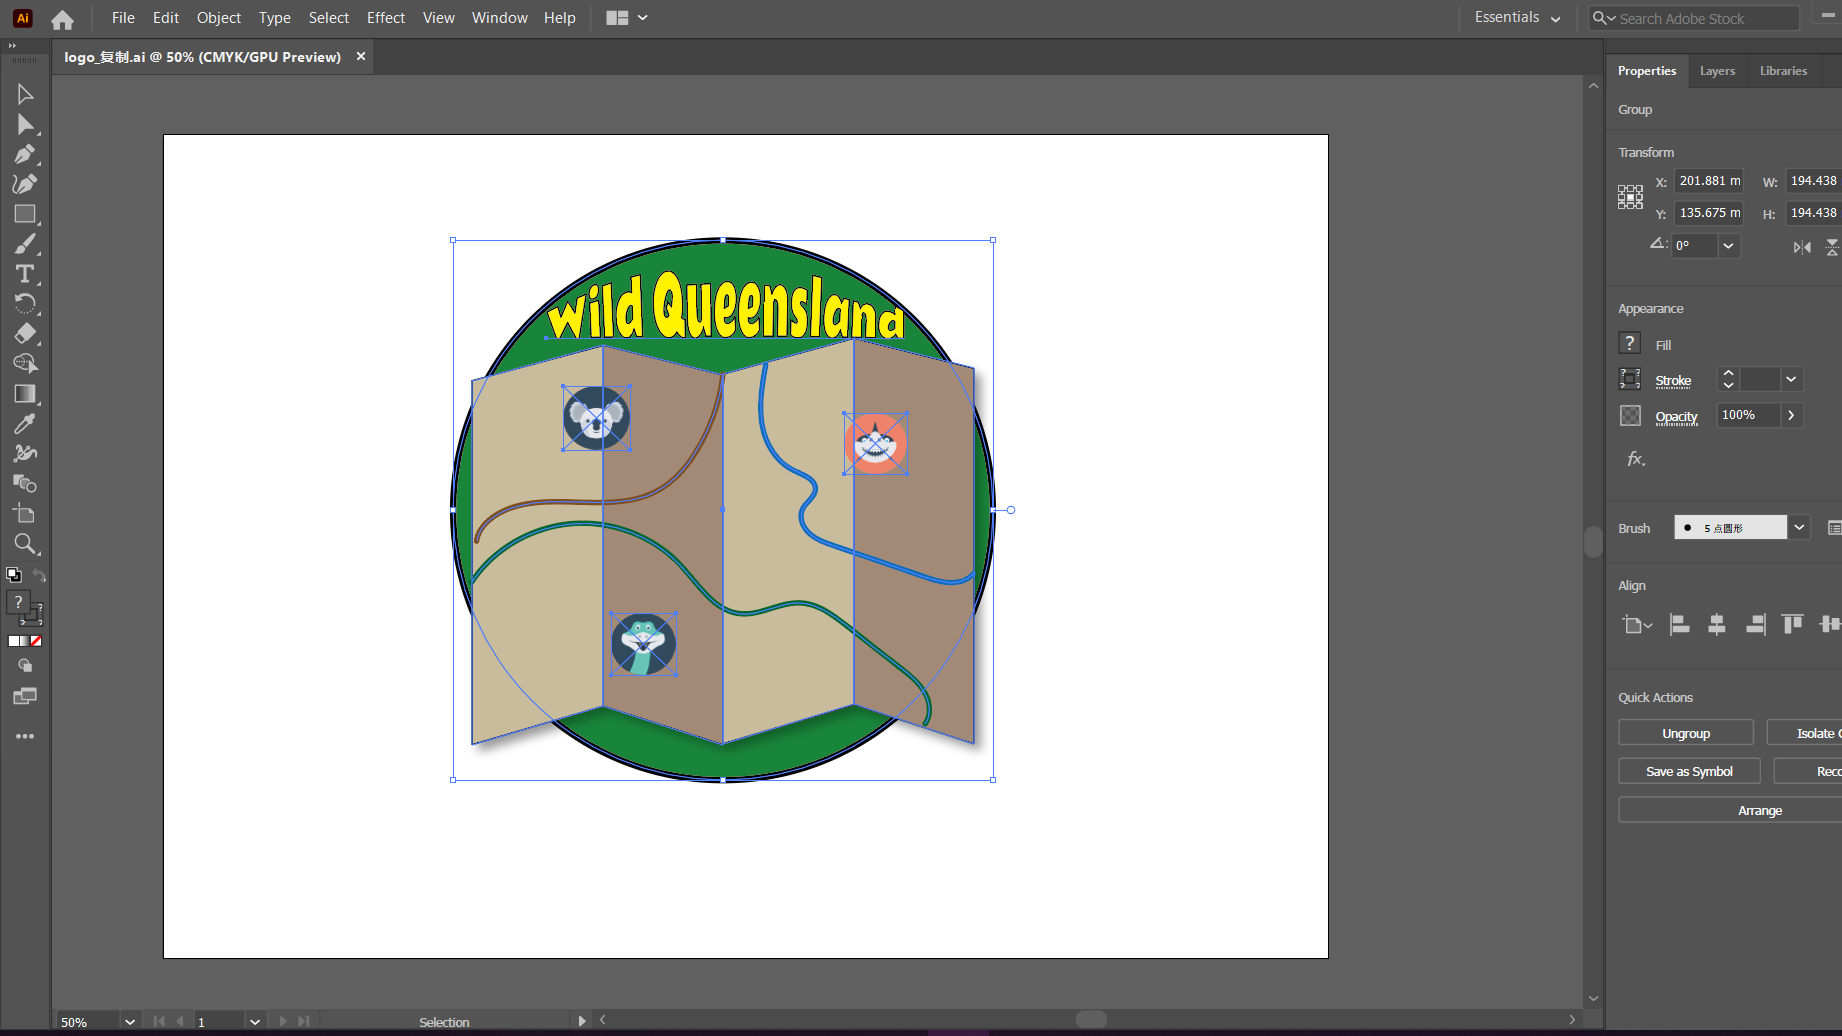 Ai File Edit Object Type Select Effect View Window Help Essentials Search Adobe Stock
logo_复制.ai @ 50% (CMYK/GPU Preview) ×
Properties Layers Libraries
Group
Transform
X: 201.881 m W: 194.438
Y: 135.675 m H: 194.438
0°
Wild Queensland
Appearance
? Fill
Stroke
Opacity 100%
fx.
Brush 5 点圆形
Align
Quick Actions
Ungroup Isolate
Save as Symbol Reco
Arrange
50% 1 Selection